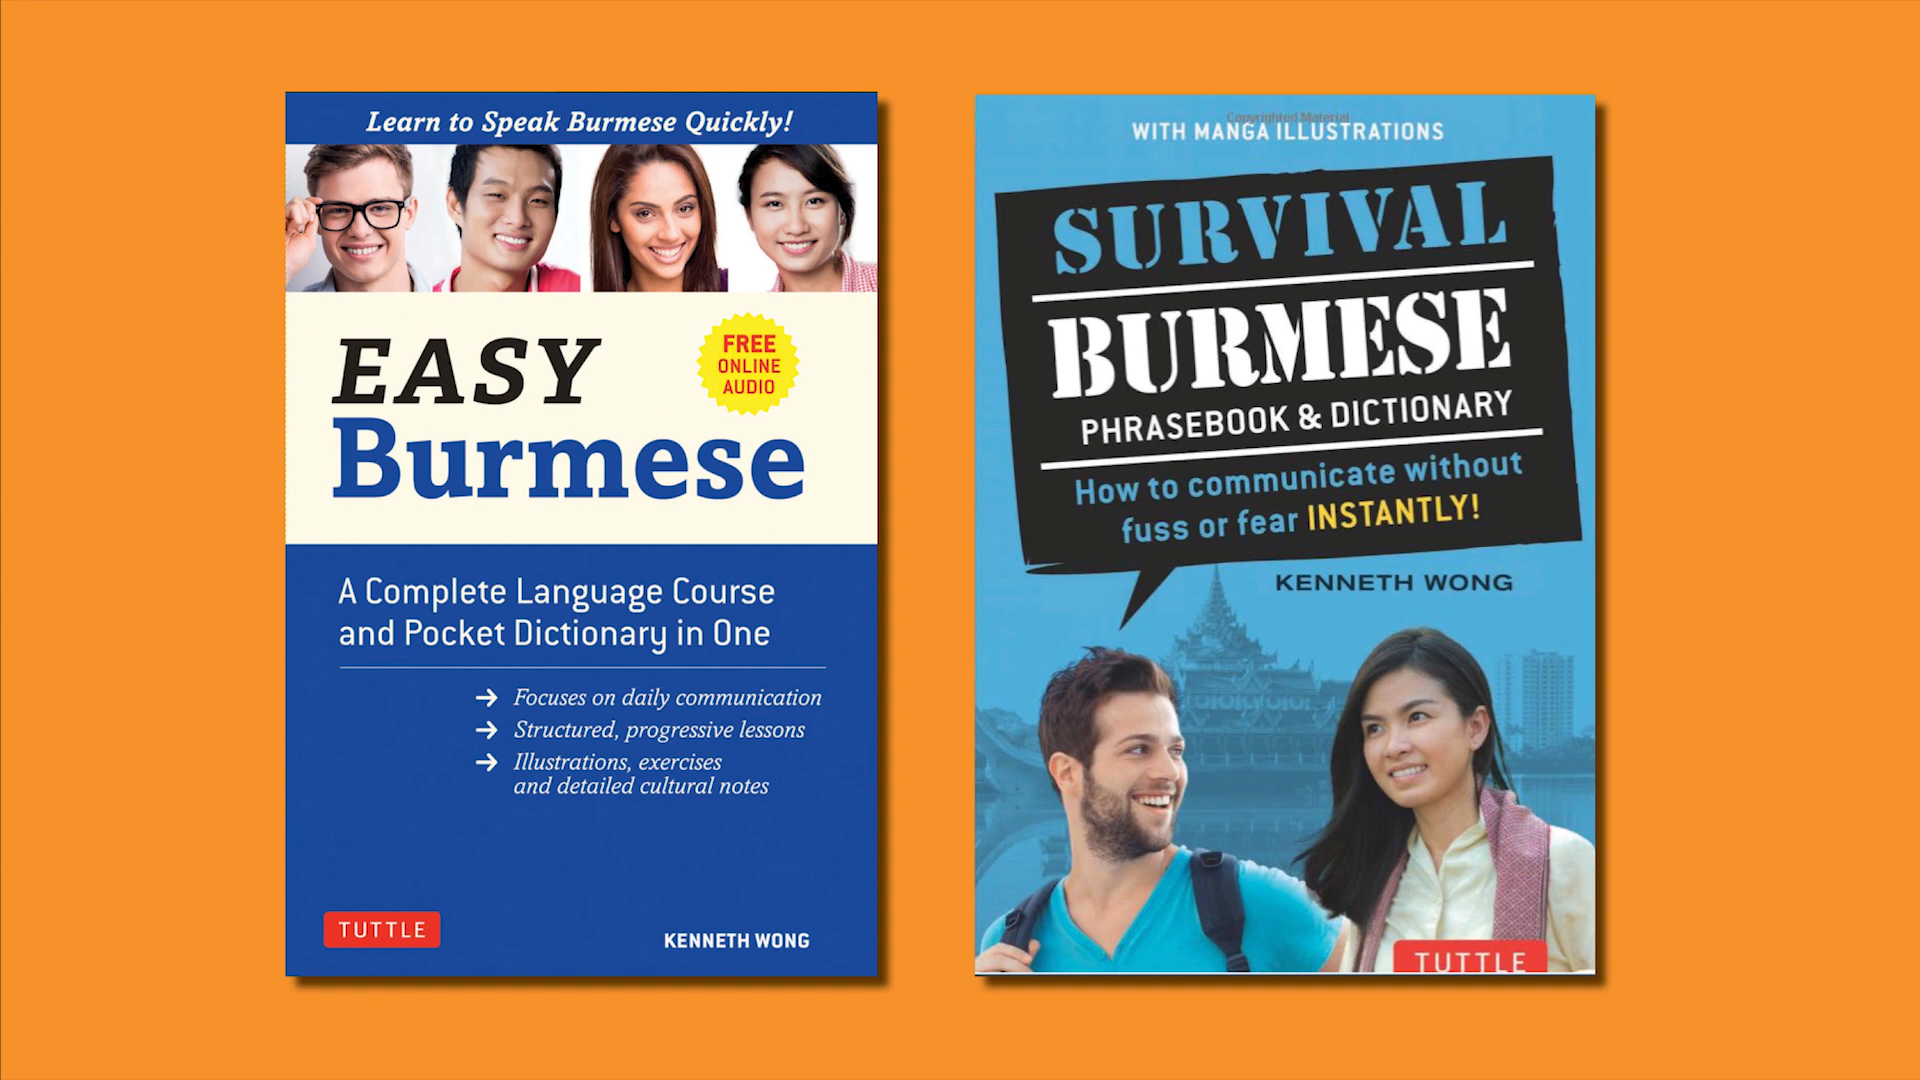 Learn to Speak Burmese Quickly!
EASY
Burmese
FREE
ONLINE
AUDIO
A Complete Language Course
and Pocket Dictionary in One
→ Focuses on daily communication
→ Structured, progressive lessons
→ Illustrations, exercises
and detailed cultural notes
TUTTLE
KENNETH WONG
Copyrighted Material
WITH MANGA ILLUSTRATIONS
SURVIVAL
BURMESE
PHRASEBOOK & DICTIONARY
How to communicate without
fuss or fear INSTANTLY!
KENNETH WONG
TUTTLE